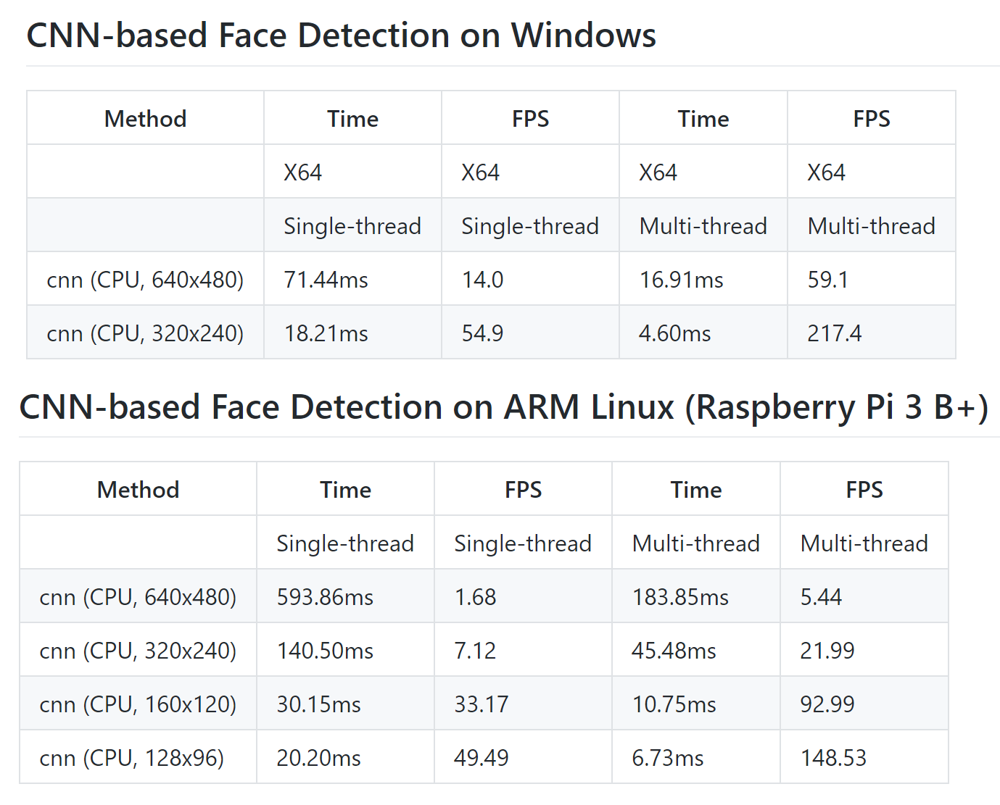 CNN-based Face Detection on Windows
Method Time FPS Time FPS
X64 X64 X64 X64
Single-thread Single-thread Multi-thread Multi-thread
cnn (CPU, 640x480) 71.44ms 14.0 16.91ms 59.1
cnn (CPU, 320x240) 18.21ms 54.9 4.60ms 217.4
CNN-based Face Detection on ARM Linux (Raspberry Pi 3 B+)
Method Time FPS Time FPS
Single-thread Single-thread Multi-thread Multi-thread
cnn (CPU, 640x480) 593.86ms 1.68 183.85ms 5.44
cnn (CPU, 320x240) 140.50ms 7.12 45.48ms 21.99
cnn (CPU, 160x120) 30.15ms 33.17 10.75ms 92.99
cnn (CPU, 128x96) 20.20ms 49.49 6.73ms 148.53